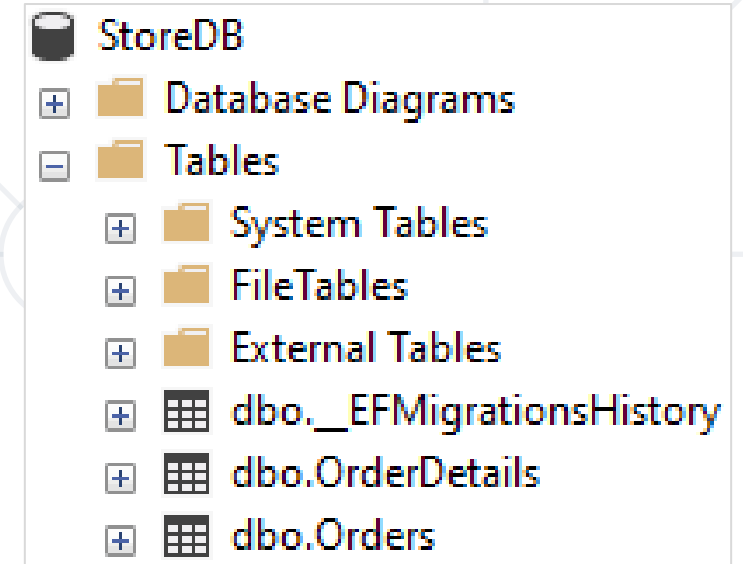 StoreDB
Database Diagrams
Tables
System Tables
FileTables
External Tables
dbo.__EFMigrationsHistory
dbo.OrderDetails
dbo.Orders